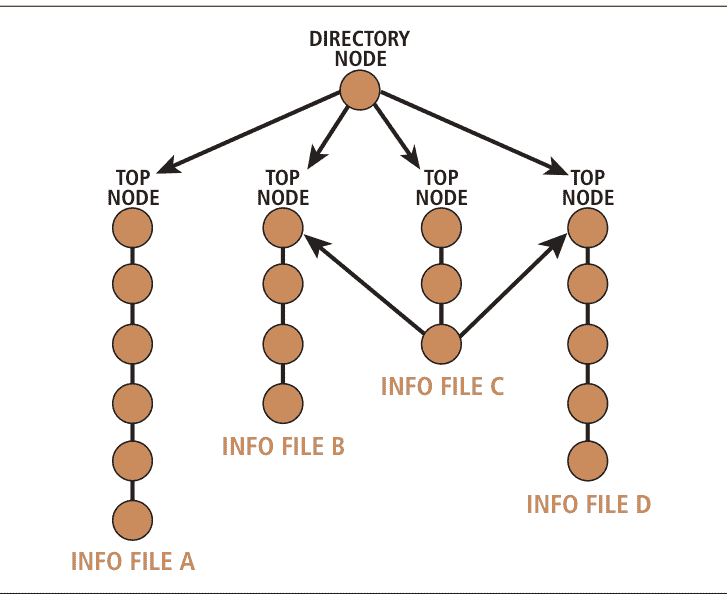 DIRECTORY
NODE
TOP
NODE
TOP
NODE
TOP
NODE
TOP
NODE
INFO FILE C
INFO FILE B
INFO FILE D
INFO FILE A